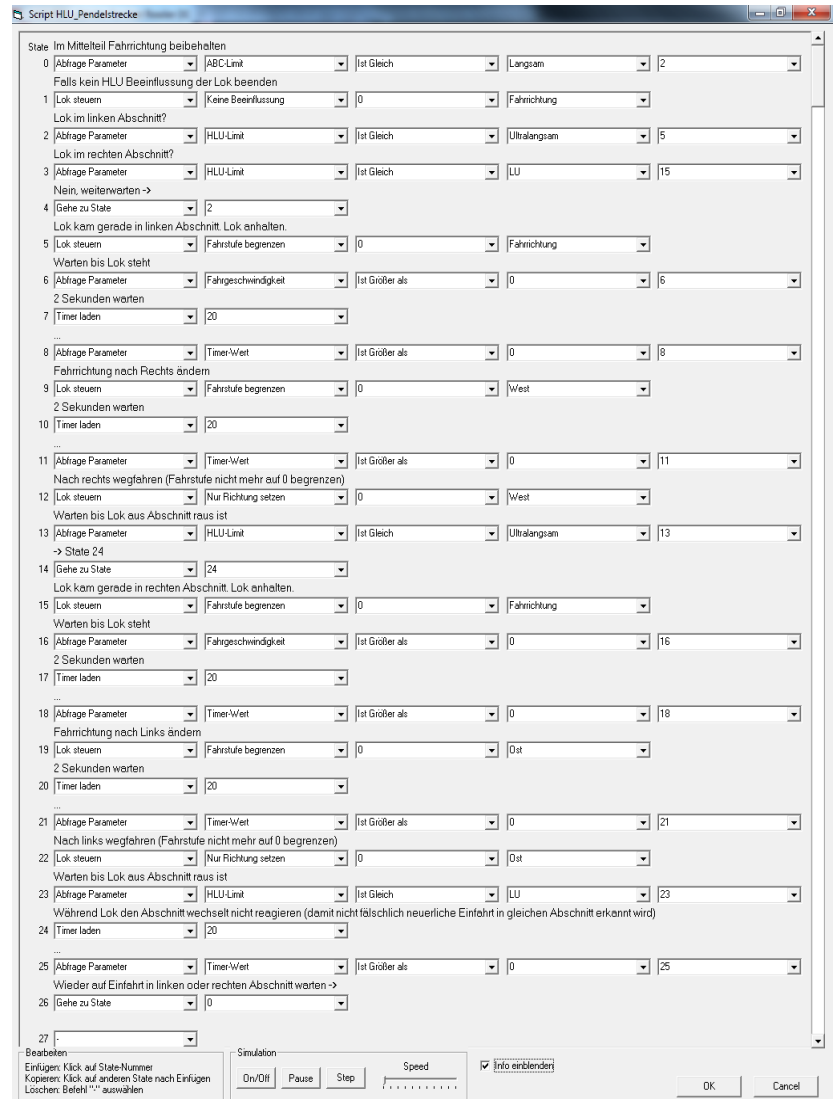 Script HLU_Pendelstrecke
State Im Mittelteil Fahrrichtung beibehalten
0 Abfrage Parameter ABC-Limit Ist Gleich Langsam 2
Falls kein HLU Beeinflussung der Lok beenden
1 Lok steuern Keine Beeinflussung 0 Fahrrichtung
Lok im linken Abschnitt?
2 Abfrage Parameter HLU-Limit Ist Gleich Ultralangsam 5
Lok im rechten Abschnitt?
3 Abfrage Parameter HLU-Limit Ist Gleich LU 15
Nein, weiterwarten ->
4 Gehe zu State 2
Lok kam gerade in linken Abschnitt. Lok anhalten.
5 Lok steuern Fahrstufe begrenzen 0 Fahrrichtung
Warten bis Lok steht
6 Abfrage Parameter Fahrgeschwindigkeit Ist Größer als 0 6
2 Sekunden warten
7 Timer laden 20
...
8 Abfrage Parameter Timer-Wert Ist Größer als 0 8
Fahrrichtung nach Rechts ändern
9 Lok steuern Fahrstufe begrenzen 0 West
2 Sekunden warten
10 Timer laden 20
...
11 Abfrage Parameter Timer-Wert Ist Größer als 0 11
Nach rechts wegfahren (Fahrstufe nicht mehr auf 0 begrenzen)
12 Lok steuern Nur Richtung setzen 0 West
Warten bis Lok aus Abschnitt raus ist
13 Abfrage Parameter HLU-Limit Ist Gleich Ultralangsam 13
-> State 24
14 Gehe zu State 24
Lok kam gerade in rechten Abschnitt. Lok anhalten.
15 Lok steuern Fahrstufe begrenzen 0 Fahrrichtung
Warten bis Lok steht
16 Abfrage Parameter Fahrgeschwindigkeit Ist Größer als 0 16
2 Sekunden warten
17 Timer laden 20
...
18 Abfrage Parameter Timer-Wert Ist Größer als 0 18
Fahrrichtung nach Links ändern
19 Lok steuern Fahrstufe begrenzen 0 Ost
2 Sekunden warten
20 Timer laden 20
...
21 Abfrage Parameter Timer-Wert Ist Größer als 0 21
Nach links wegfahren (Fahrstufe nicht mehr auf 0 begrenzen)
22 Lok steuern Nur Richtung setzen 0 Ost
Warten bis Lok aus Abschnitt raus ist
23 Abfrage Parameter HLU-Limit Ist Gleich LU 23
Während Lok den Abschnitt wechselt nicht reagieren (damit nicht fälschlich neuerliche Einfahrt in gleichen Abschnitt erkannt wird)
24 Timer laden 20
...
25 Abfrage Parameter Timer-Wert Ist Größer als 0 25
Wieder auf Einfahrt in linken oder rechten Abschnitt warten ->
26 Gehe zu State 0
27 -
Bearbeiten
Einfügen: Klick auf State-Nummer
Kopieren: Klick auf anderen State nach Einfügen
Löschen: Befehl "-" auswählen
Simulation
On/Off Pause Step Speed
Info einblenden
OK Cancel